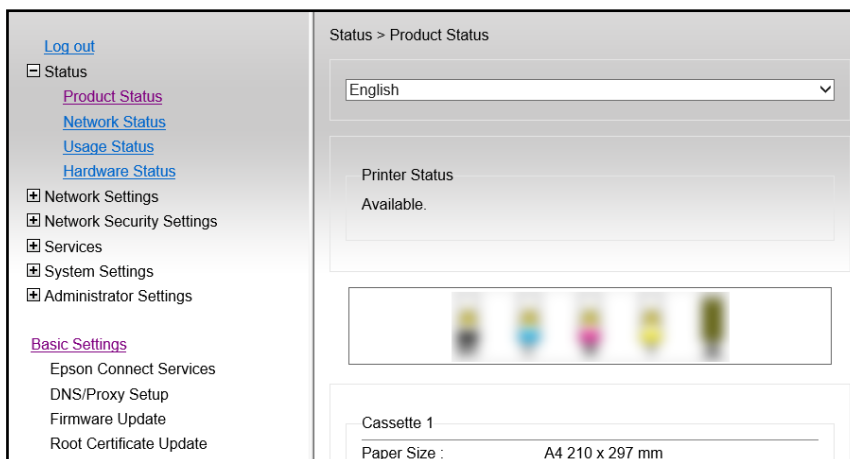 Log out
Status
Product Status
Network Status
Usage Status
Hardware Status
Network Settings
Network Security Settings
Services
System Settings
Administrator Settings
Basic Settings
Epson Connect Services
DNS/Proxy Setup
Firmware Update
Root Certificate Update
Status > Product Status
English
Printer Status
Available.
Cassette 1
Paper Size : A4 210 x 297 mm